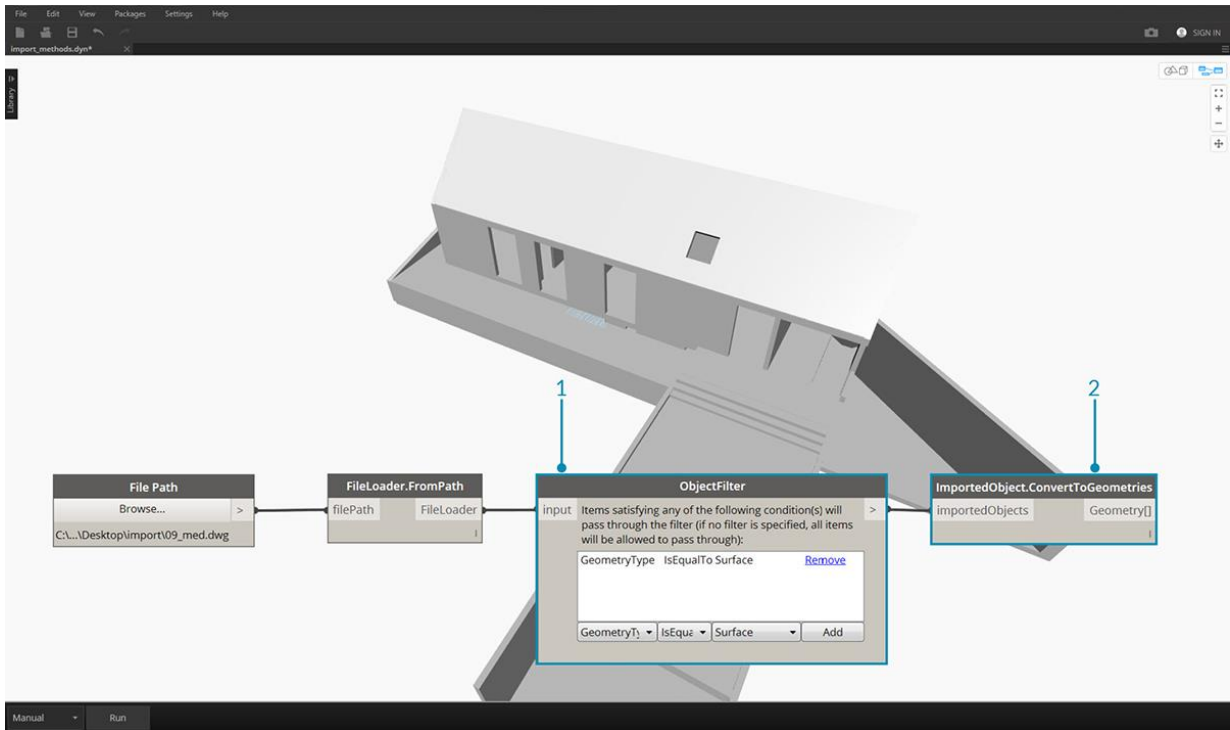 File Edit View Packages Settings Help
SIGN IN
import_methods.dyn* ×
Library
1
2
File Path
Browse... >
C:\...\Desktop\import\09_med.dwg
FileLoader.FromPath
filePath FileLoader
ObjectFilter
input Items satisfying any of the following condition(s) will >
pass through the filter (if no filter is specified, all items
will be allowed to pass through):
GeometryType IsEqualTo Surface Remove
GeometryTy IsEqua Surface Add
ImportedObject.ConvertToGeometries
importedObjects Geometry[]
Manual Run